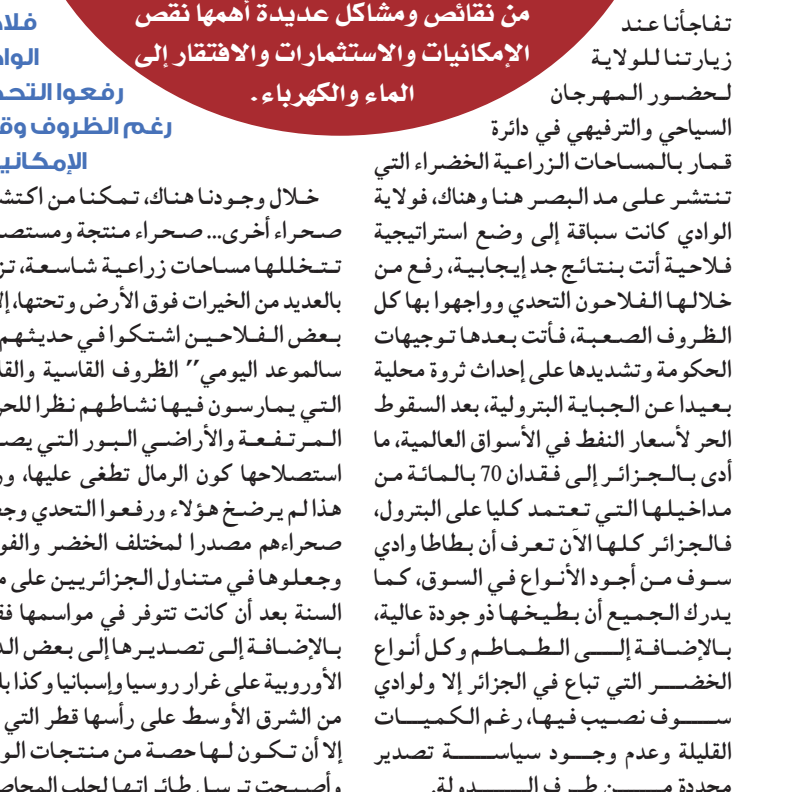 من نقائص ومشاكل عديدة أهمها نقص
الإمكانيات والاستثمارات والافتقار إلى
الماء والكهرباء.
تفاجأنا عند
زيارتنا للولاية
لحضور المهرجان
السياحي والترفيهي في دائرة
قمار بالمساحات الزراعية الخضراء التي
تنتشر على مد البصر هنا وهناك، فولاية
الوادي كانت سباقة إلى وضع استراتيجية
فلاحية أتت بنتائج جد إيجابية، رفع من
خلالها الفلاحون التحدي وواجهوا بها كل
الظروف الصعبة، فأتت بعدها توجيهات
الحكومة وتشديدها على إحداث ثروة محلية
بعيدا عن الجباية البترولية، بعد السقوط
الحر لأسعار النفط في الأسواق العالمية، ما
أدى بالجزائر إلى فقدان 70 بالمائة من
مداخيلها التي تعتمد كليا على البترول،
فالجزائر كلها الآن تعرف أن بطاطا وادي
سوف من أجود الأنواع في السوق، كما
يدرك الجميع أن بطيخها ذو جودة عالية،
بالإضافة إلى الطماطم وكل أنواع
الخضر التي تباع في الجزائر إلا ولوادي
سوف نصيب فيها، رغم الكميات
القليلة وعدم وجود سياسة تصدير
محددة من طرف الدولة.
رفعوا
رغم الظروف
خلال وجودنا هناك، تمكنا من
صحراء أخرى... صحراء منتجة
تتخللها مساحات زراعية شاسعة،
بالعديد من الخيرات فوق الأرض وتحتها،
بعض الفلاحين اشتكوا في حديثهم
سالموعد اليومي’’ الظروف القاسية
التي يمارسون فيها نشاطهم نظرا
المرتفعة والأراضي البور التي
استصلاحها كون الرمال تطغى عليها،
هذا لم يرضخ هؤلاء ورفعوا التحدي
صحراءهم مصدرا لمختلف الخضر
وجعلوها في متناول الجزائريين على
السنة بعد أن كانت تتوفر في مواسمها
بالإضافة إلى تصديرها إلى بعض
الأوروبية على غرار روسيا وإسبانيا وكذا
من الشرق الأوسط على رأسها قطر التي
إلا أن تكون لها حصة من منتجات
وأصبحت ترسل طائراتها لجلب